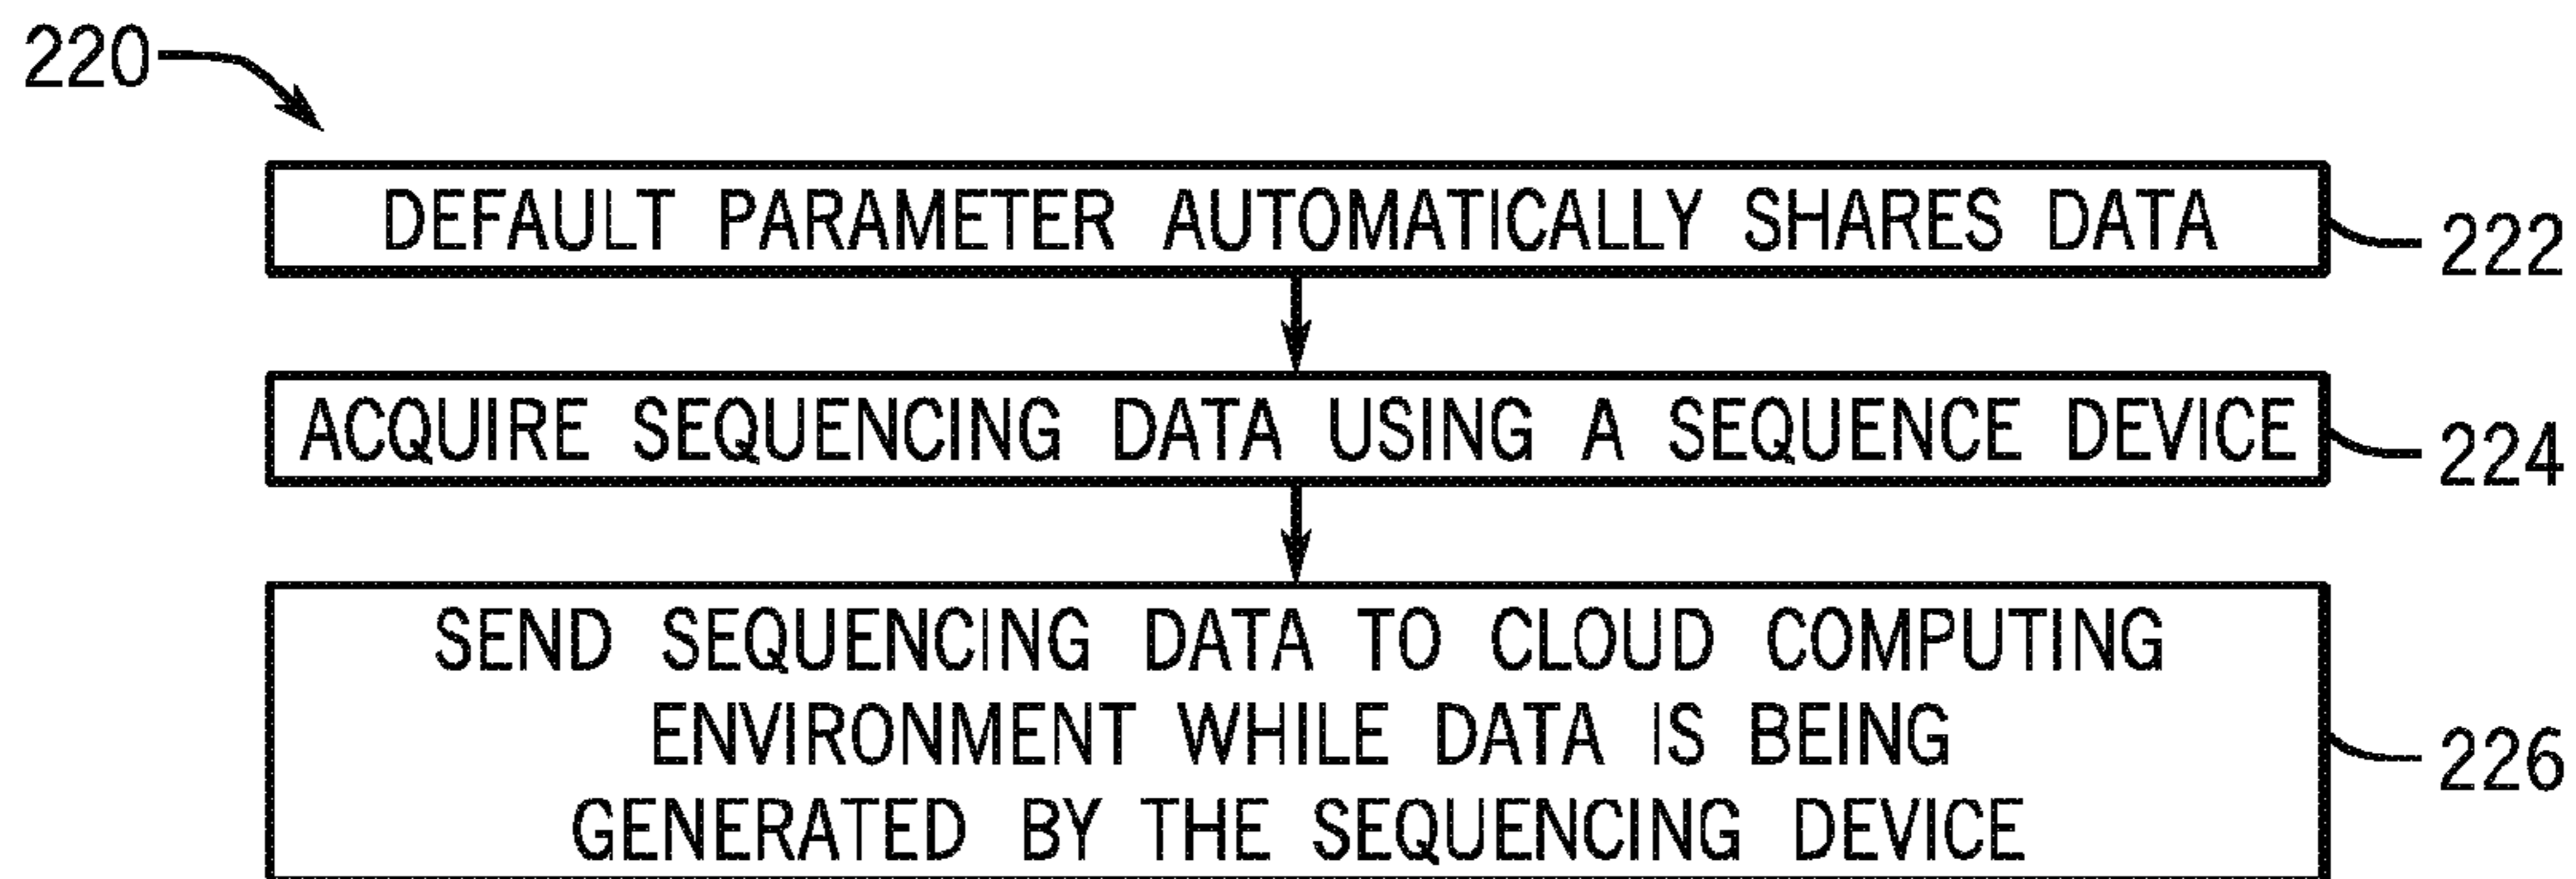 220
DEFAULT PARAMETER AUTOMATICALLY SHARES DATA
222
ACQUIRE SEQUENCING DATA USING A SEQUENCE DEVICE
224
SEND SEQUENCING DATA TO CLOUD COMPUTING
ENVIRONMENT WHILE DATA IS BEING
GENERATED BY THE SEQUENCING DEVICE
226